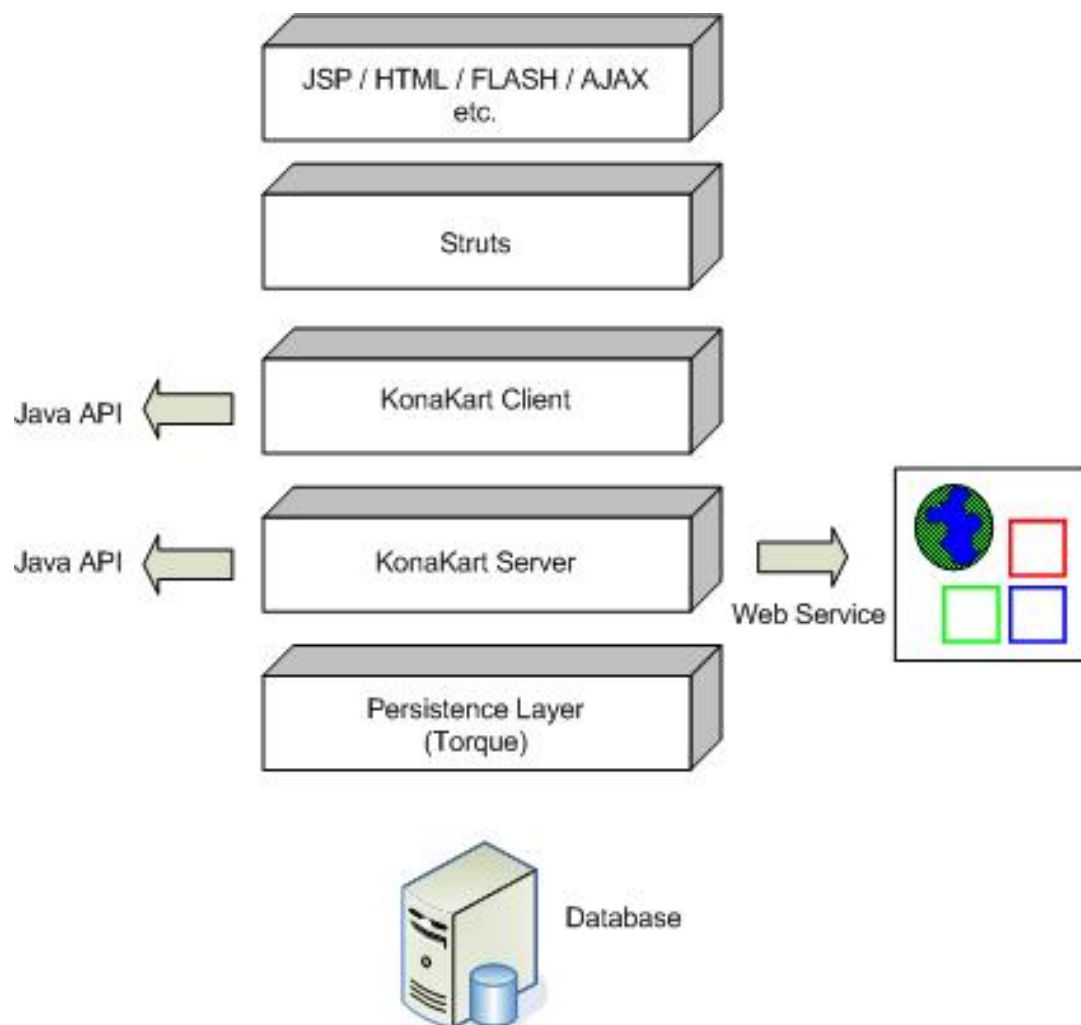 JSP / HTML / FLASH / AJAX
etc.
Struts
KonaKart Client
Java API
KonaKart Server
Java API
Web Service
Persistence Layer
(Torque)
Database